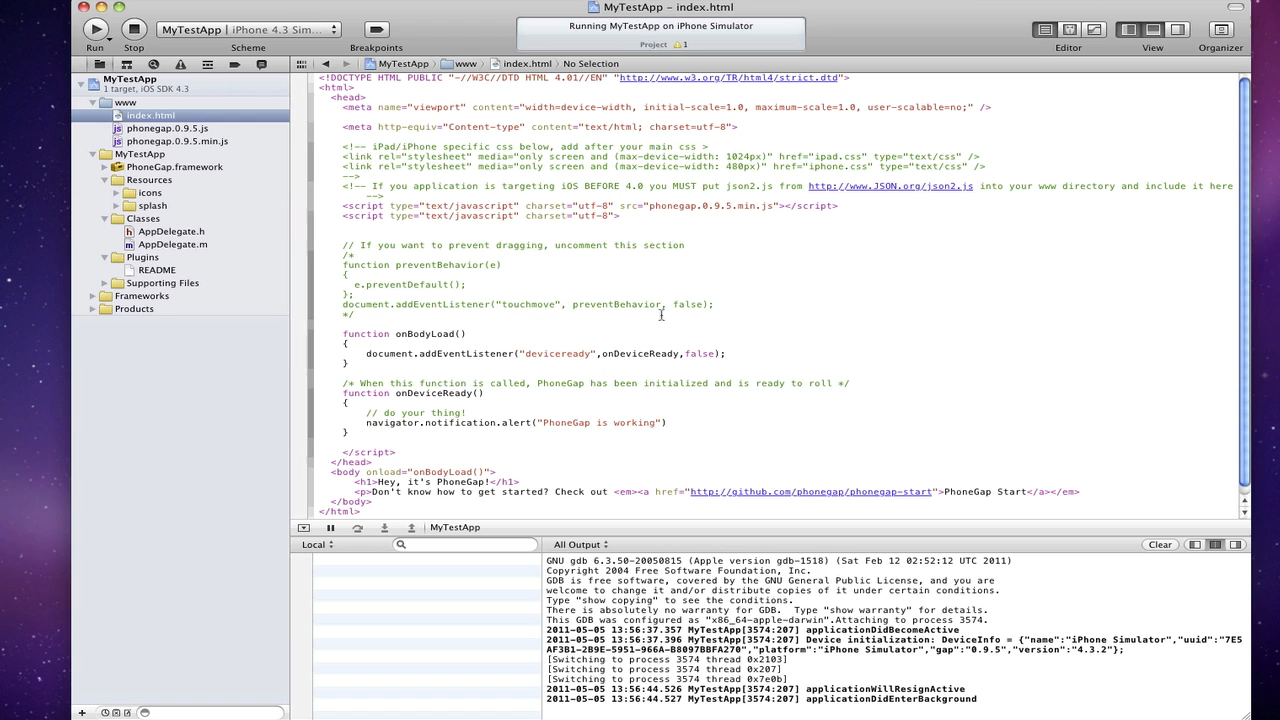 MyTestApp – index.html
MyTestApp | iPhone 4.3 Sim...
Running MyTestApp on iPhone Simulator
Project 1
Run Stop Scheme Breakpoints Editor View Organizer
MyTestApp www index.html No Selection
MyTestApp
1 target, iOS SDK 4.3
www
index.html
phonegap.0.9.5.js
phonegap.0.9.5.min.js
MyTestApp
PhoneGap.framework
Resources
icons
splash
Classes
AppDelegate.h
AppDelegate.m
Plugins
README
Supporting Files
Frameworks
Products
<!DOCTYPE HTML PUBLIC "-//W3C//DTD HTML 4.01//EN" "http://www.w3.org/TR/html4/strict.dtd">
<html>
<head>
<meta name="viewport" content="width=device-width, initial-scale=1.0, maximum-scale=1.0, user-scalable=no;" />
<meta http-equiv="Content-type" content="text/html; charset=utf-8">
<!-- iPad/iPhone specific css below, add after your main css >
<link rel="stylesheet" media="only screen and (max-device-width: 1024px)" href="ipad.css" type="text/css" />
<link rel="stylesheet" media="only screen and (max-device-width: 480px)" href="iphone.css" type="text/css" />
-->
<!-- If you application is targeting iOS BEFORE 4.0 you MUST put json2.js from http://www.JSON.org/json2.js into your www directory and include it here
-->
<script type="text/javascript" charset="utf-8" src="phonegap.0.9.5.min.js"></script>
<script type="text/javascript" charset="utf-8">
// If you want to prevent dragging, uncomment this section
/*
function preventBehavior(e)
{
e.preventDefault();
};
document.addEventListener("touchmove", preventBehavior, false);
*/
function onBodyLoad()
{
document.addEventListener("deviceready",onDeviceReady,false);
}
/* When this function is called, PhoneGap has been initialized and is ready to roll */
function onDeviceReady()
{
// do your thing!
navigator.notification.alert("PhoneGap is working")
}
</script>
</head>
<body onload="onBodyLoad()">
<h1>Hey, it's PhoneGap!</h1>
<p>Don't know how to get started? Check out <em><a href="http://github.com/phonegap/phonegap-start">PhoneGap Start</a></em>
</body>
</html>
MyTestApp
Local
All Output
Clear
GNU gdb 6.3.50-20050815 (Apple version gdb-1518) (Sat Feb 12 02:52:12 UTC 2011)
Copyright 2004 Free Software Foundation, Inc.
GDB is free software, covered by the GNU General Public License, and you are
welcome to change it and/or distribute copies of it under certain conditions.
Type "show copying" to see the conditions.
There is absolutely no warranty for GDB.  Type "show warranty" for details.
This GDB was configured as "x86_64-apple-darwin".Attaching to process 3574.
2011-05-05 13:56:37.357 MyTestApp[3574:207] applicationDidBecomeActive
2011-05-05 13:56:37.396 MyTestApp[3574:207] Device initialization: DeviceInfo = {"name":"iPhone Simulator","uuid":"7E5
AF3B1-2B9E-5951-966A-B8097BBFA270","platform":"iPhone Simulator","gap":"0.9.5","version":"4.3.2"};
[Switching to process 3574 thread 0x2103]
[Switching to process 3574 thread 0x207]
[Switching to process 3574 thread 0x7e0b]
2011-05-05 13:56:44.526 MyTestApp[3574:207] applicationWillResignActive
2011-05-05 13:56:44.527 MyTestApp[3574:207] applicationDidEnterBackground